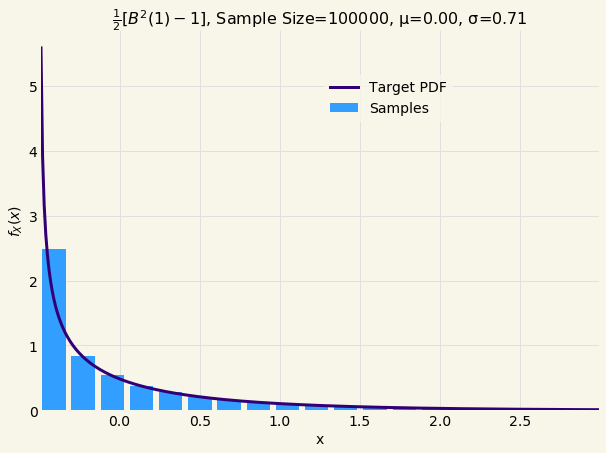 ½[B²(1) − 1], Sample Size=100000, μ=0.00, σ=0.71
Target PDF
Samples
f_X(x)
5
4
3
2
1
0
0.0 0.5 1.0 1.5 2.0 2.5
x